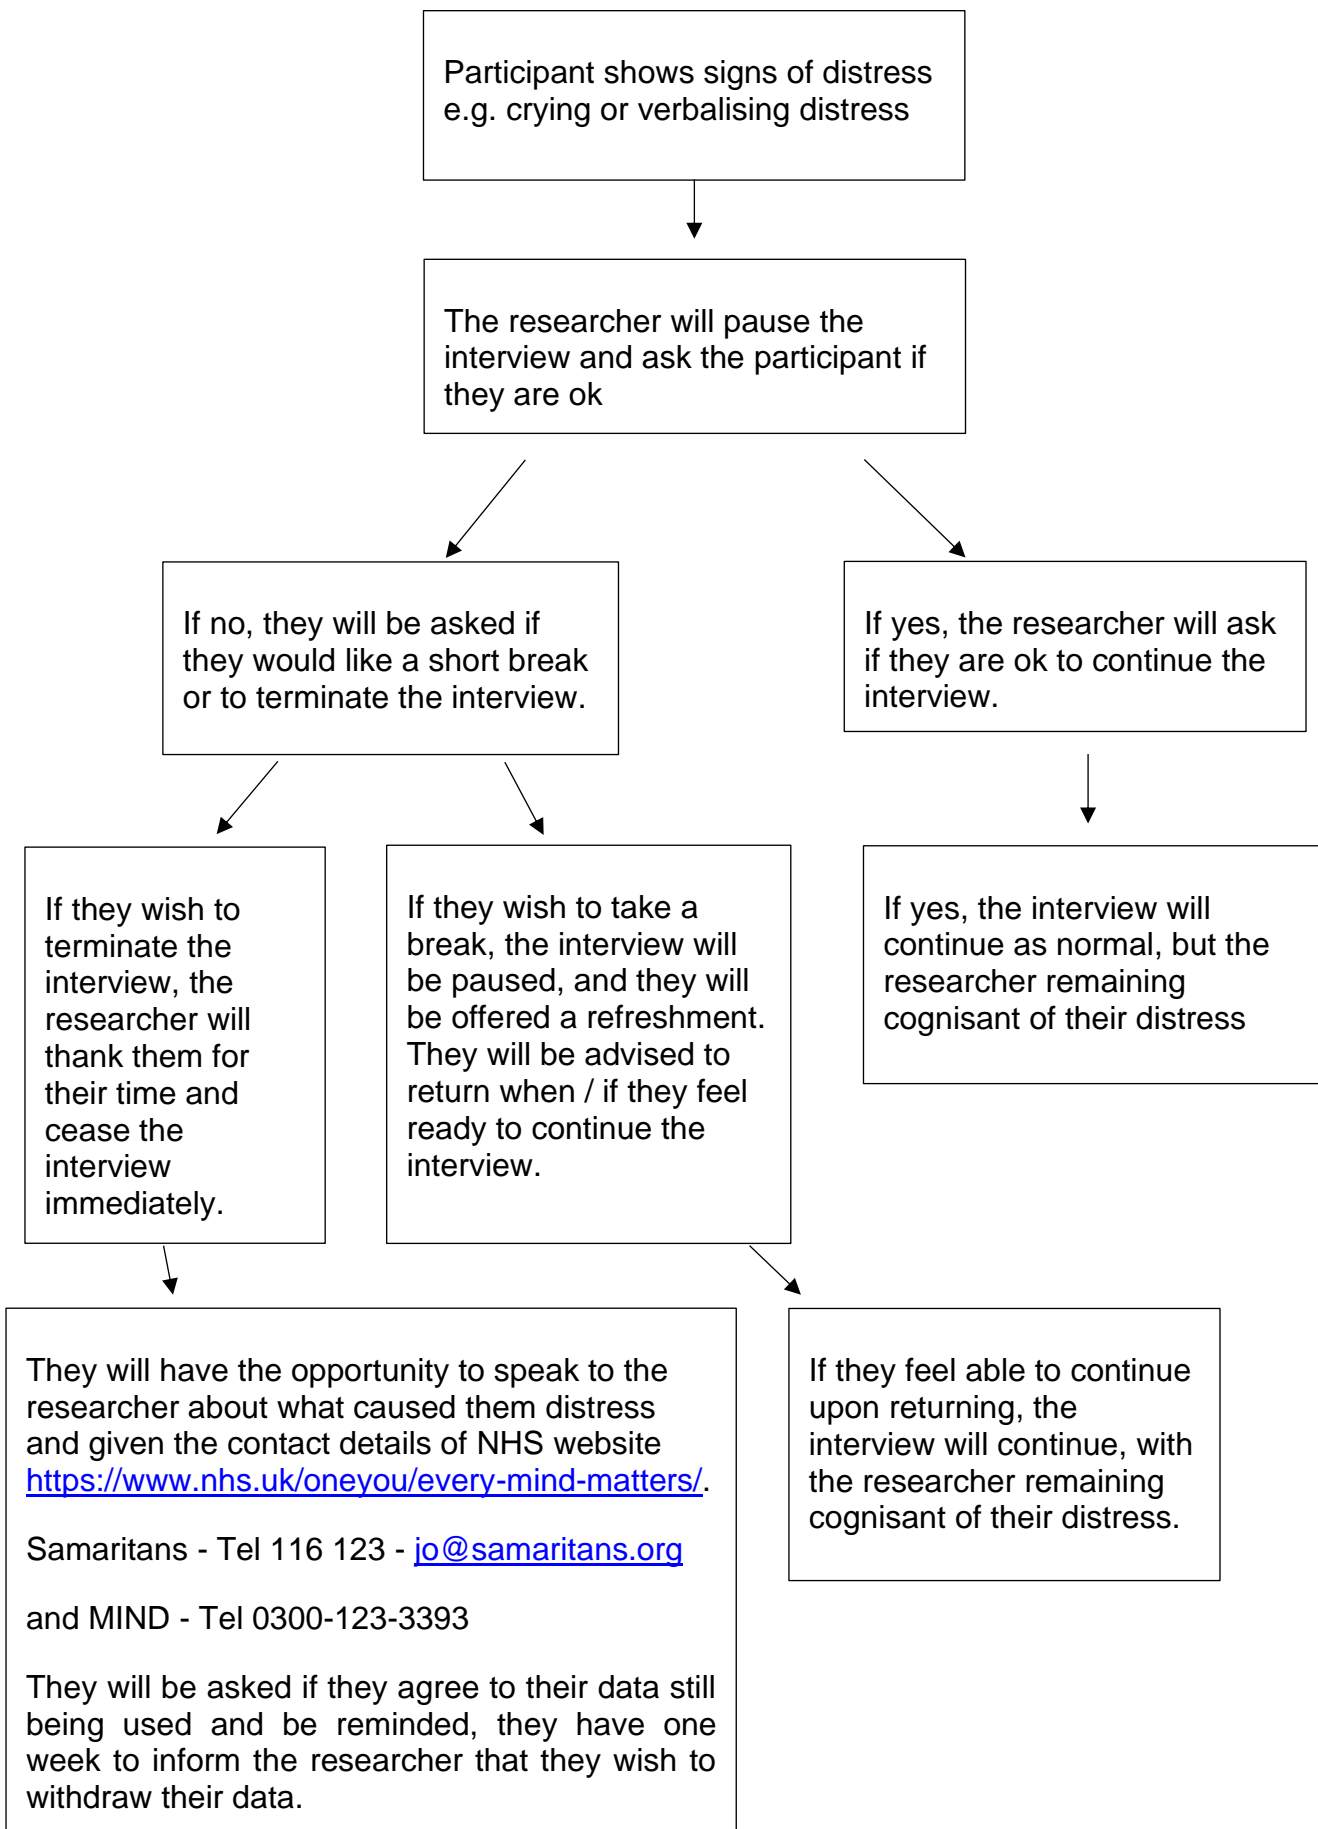 Participant shows signs of distress
e.g. crying or verbalising distress
The researcher will pause the
interview and ask the participant if
they are ok
If no, they will be asked if
they would like a short break
or to terminate the interview.
If yes, the researcher will ask
if they are ok to continue the
interview.
If they wish to
terminate the
interview, the
researcher will
thank them for
their time and
cease the
interview
immediately.
If they wish to take a
break, the interview will
be paused, and they will
be offered a refreshment.
They will be advised to
return when / if they feel
ready to continue the
interview.
If yes, the interview will
continue as normal, but the
researcher remaining
cognisant of their distress
They will have the opportunity to speak to the
researcher about what caused them distress
and given the contact details of NHS website
https://www.nhs.uk/oneyou/every-mind-matters/.
Samaritans - Tel 116 123 - jo@samaritans.org
and MIND - Tel 0300-123-3393
They will be asked if they agree to their data still
being used and be reminded, they have one
week to inform the researcher that they wish to
withdraw their data.
If they feel able to continue
upon returning, the
interview will continue, with
the researcher remaining
cognisant of their distress.